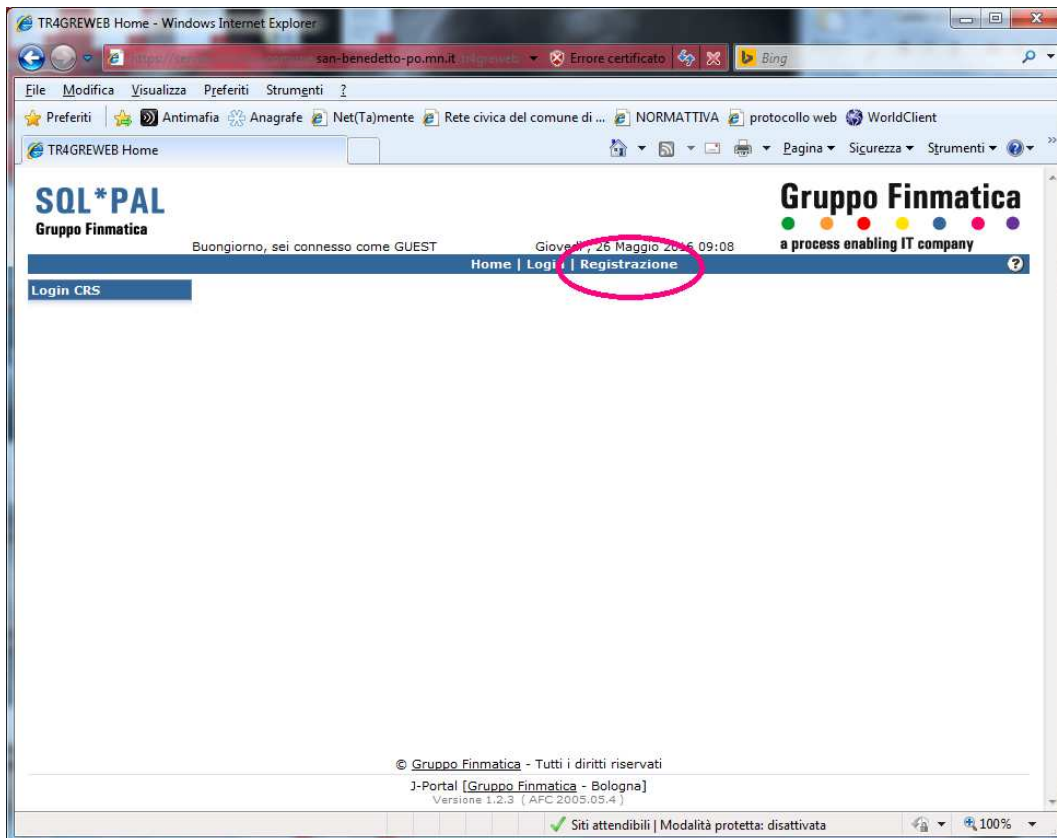 TR4GREWEB Home - Windows Internet Explorer
san-benedetto-po.mn.it Errore certificato Bing
File Modifica Visualizza Preferiti Strumenti ?
Preferiti Antimafia Anagrafe Net(Ta)mente Rete civica del comune di ... NORMATTIVA protocollo web WorldClient
TR4GREWEB Home Pagina Sicurezza Strumenti
SQL*PAL
Gruppo Finmatica
Gruppo Finmatica
a process enabling IT company
Buongiorno, sei connesso come GUEST Giovedì, 26 Maggio 2016 09:08
Home | Login | Registrazione ?
Login CRS
© Gruppo Finmatica - Tutti i diritti riservati
J-Portal [Gruppo Finmatica - Bologna]
Versione 1.2.3 ( AFC 2005.05.4 )
Siti attendibili | Modalità protetta: disattivata 100%